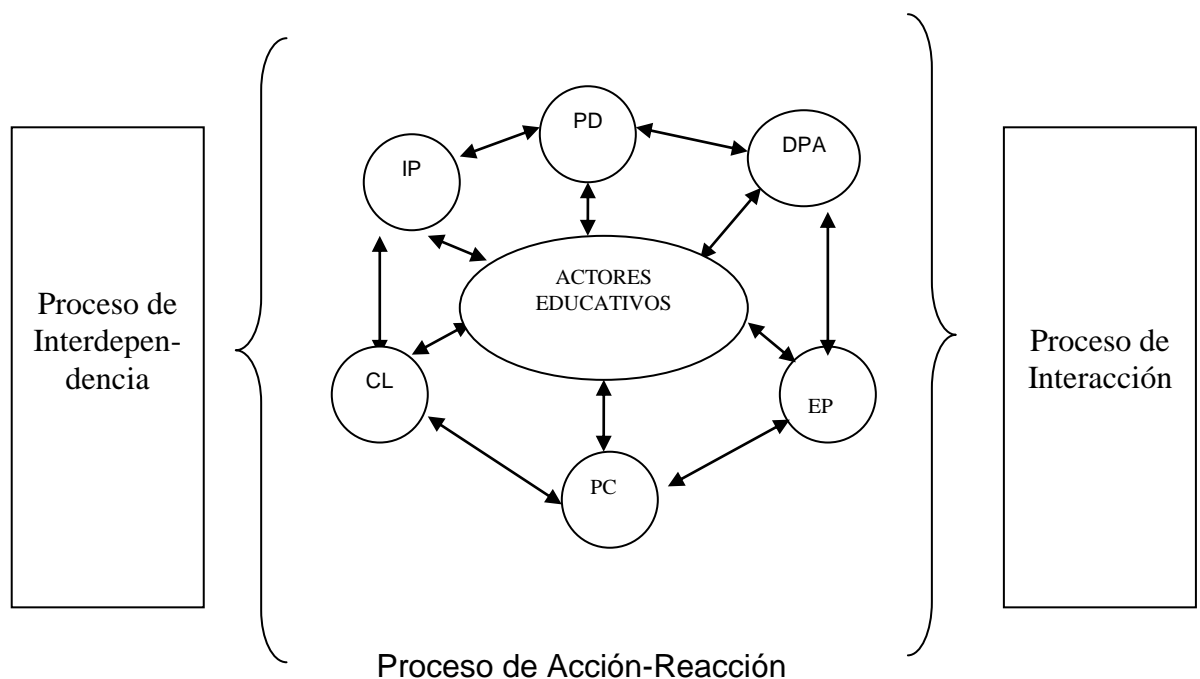 PD
DPA
IP
ACTORES
EDUCATIVOS
Proceso de
Interdepen-
dencia
Proceso de
Interacción
CL
EP
PC
Proceso de Acción-Reacción